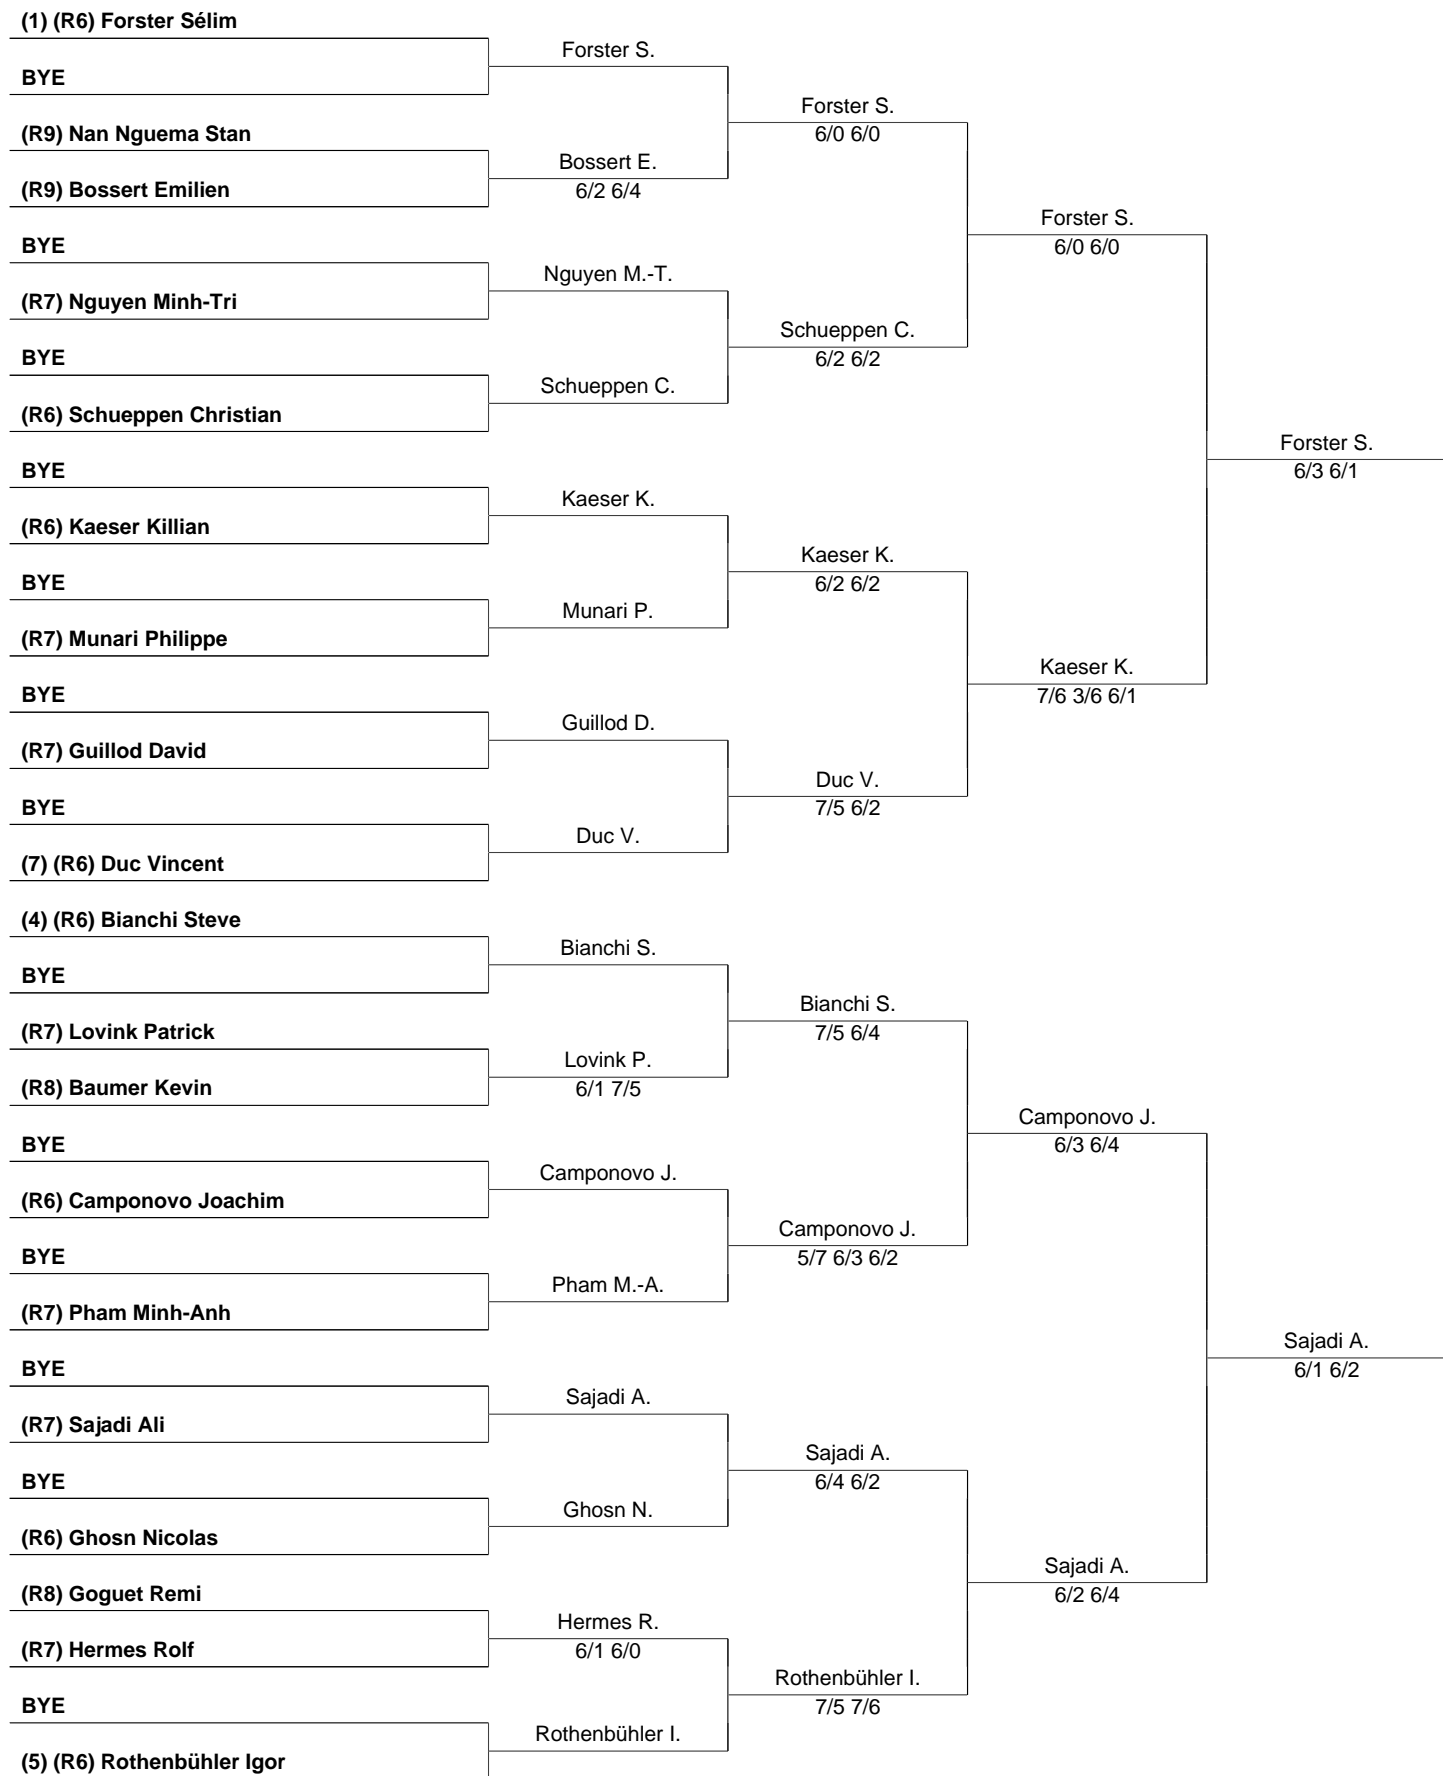 (1) (R6) Forster Sélim
BYE
(R9) Nan Nguema Stan
(R9) Bossert Emilien
BYE
(R7) Nguyen Minh-Tri
BYE
(R6) Schueppen Christian
BYE
(R6) Kaeser Killian
BYE
(R7) Munari Philippe
BYE
(R7) Guillod David
BYE
(7) (R6) Duc Vincent
(4) (R6) Bianchi Steve
BYE
(R7) Lovink Patrick
(R8) Baumer Kevin
BYE
(R6) Camponovo Joachim
BYE
(R7) Pham Minh-Anh
BYE
(R7) Sajadi Ali
BYE
(R6) Ghosn Nicolas
(R8) Goguet Remi
(R7) Hermes Rolf
BYE
(5) (R6) Rothenbühler Igor
Forster S.
Bossert E.
6/2 6/4
Nguyen M.-T.
Schueppen C.
Kaeser K.
Munari P.
Guillod D.
Duc V.
Bianchi S.
Lovink P.
6/1 7/5
Camponovo J.
Pham M.-A.
Sajadi A.
Ghosn N.
Hermes R.
6/1 6/0
Rothenbühler I.
Forster S.
6/0 6/0
Schueppen C.
6/2 6/2
Kaeser K.
6/2 6/2
Duc V.
7/5 6/2
Bianchi S.
7/5 6/4
Camponovo J.
5/7 6/3 6/2
Sajadi A.
6/4 6/2
Rothenbühler I.
7/5 7/6
Forster S.
6/0 6/0
Kaeser K.
7/6 3/6 6/1
Camponovo J.
6/3 6/4
Sajadi A.
6/2 6/4
Forster S.
6/3 6/1
Sajadi A.
6/1 6/2